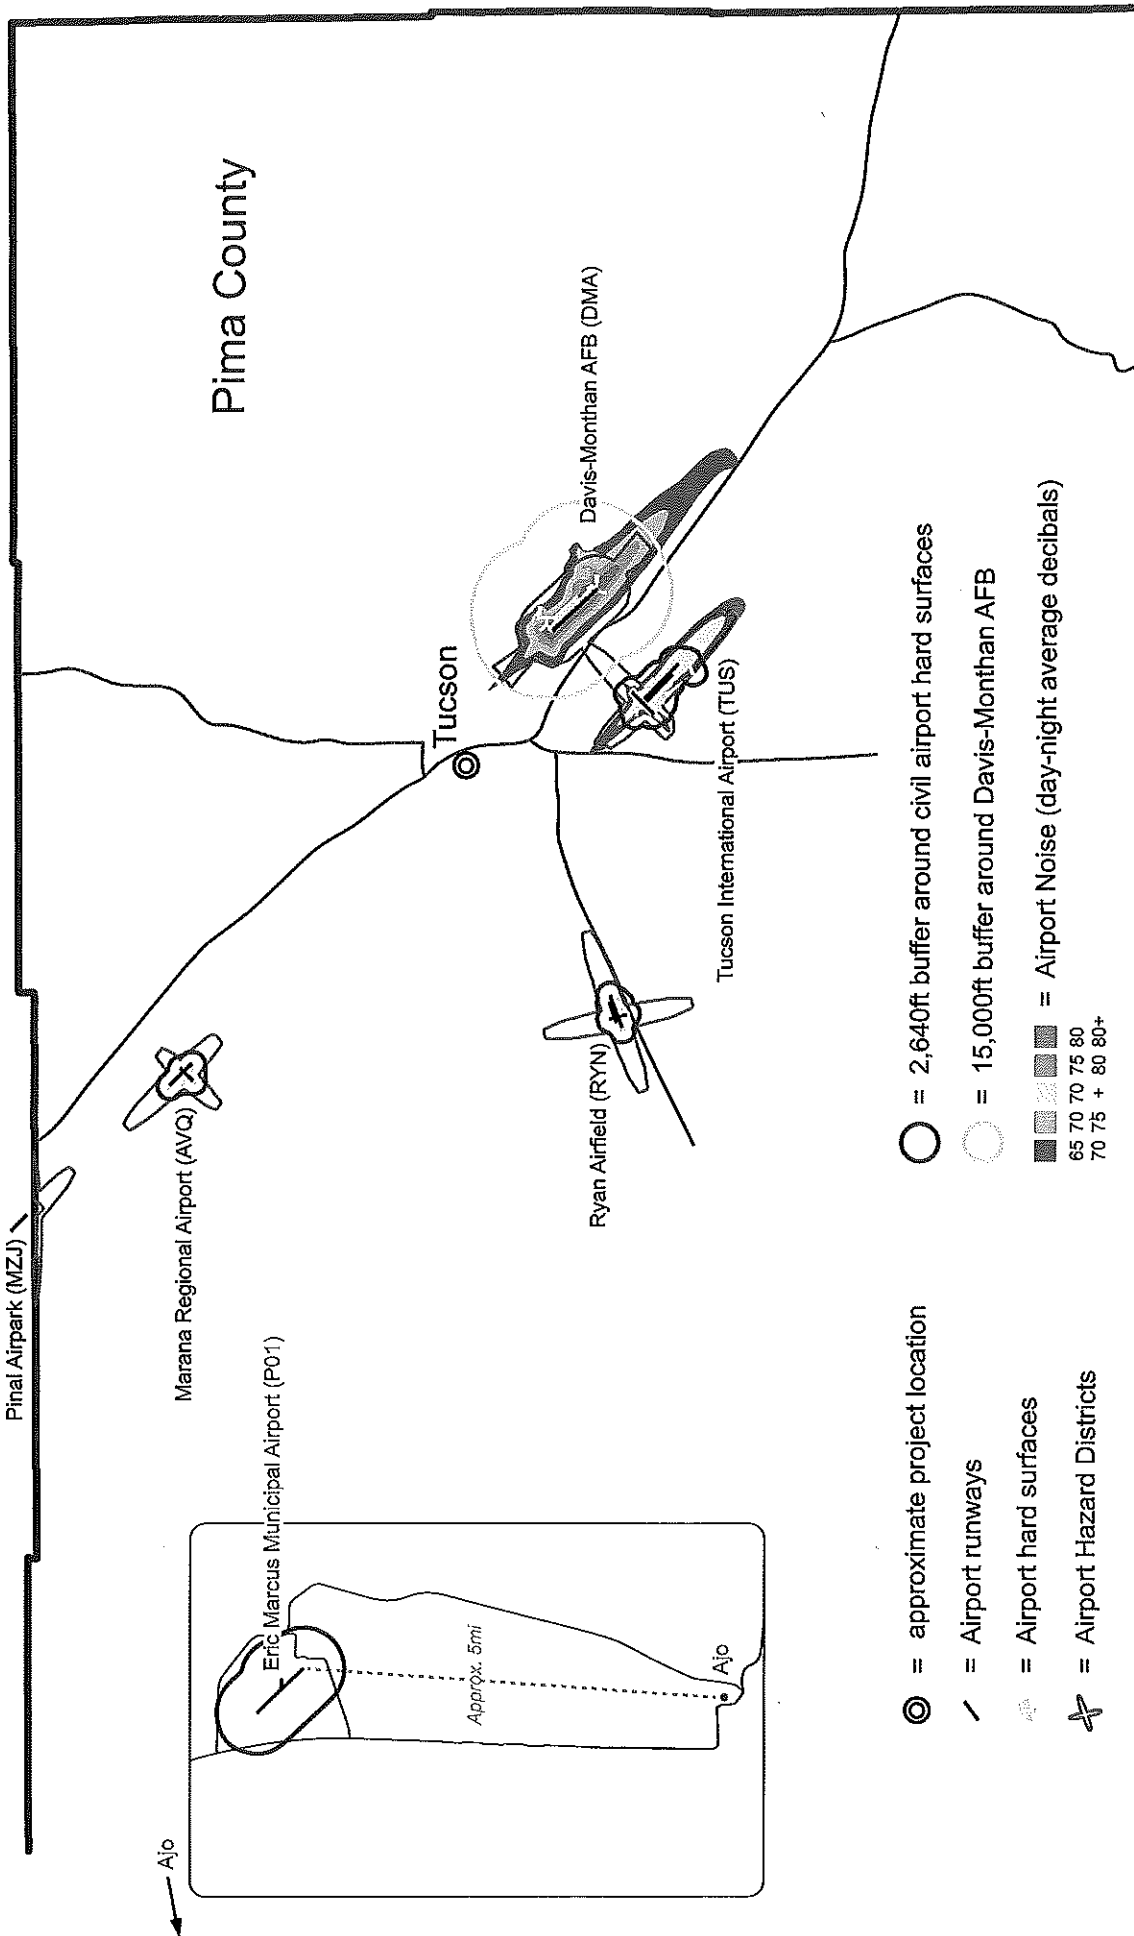 Pima County
Pinal Airpark (MZJ)
Marana Regional Airport (AVQ)
Tucson
Davis-Monthan AFB (DMA)
Tucson International Airport (TUS)
Ryan Airfield (RYN)
Ajo
Eric Marcus Municipal Airport (P01)
Approx. 5mi
Ajo
= approximate project location
= Airport runways
= Airport hard surfaces
= Airport Hazard Districts
= 2,640ft buffer around civil airport hard surfaces
= 15,000ft buffer around Davis-Monthan AFB
= Airport Noise (day-night average decibals)
65 70 70 75 80
70 75 + 80 80+